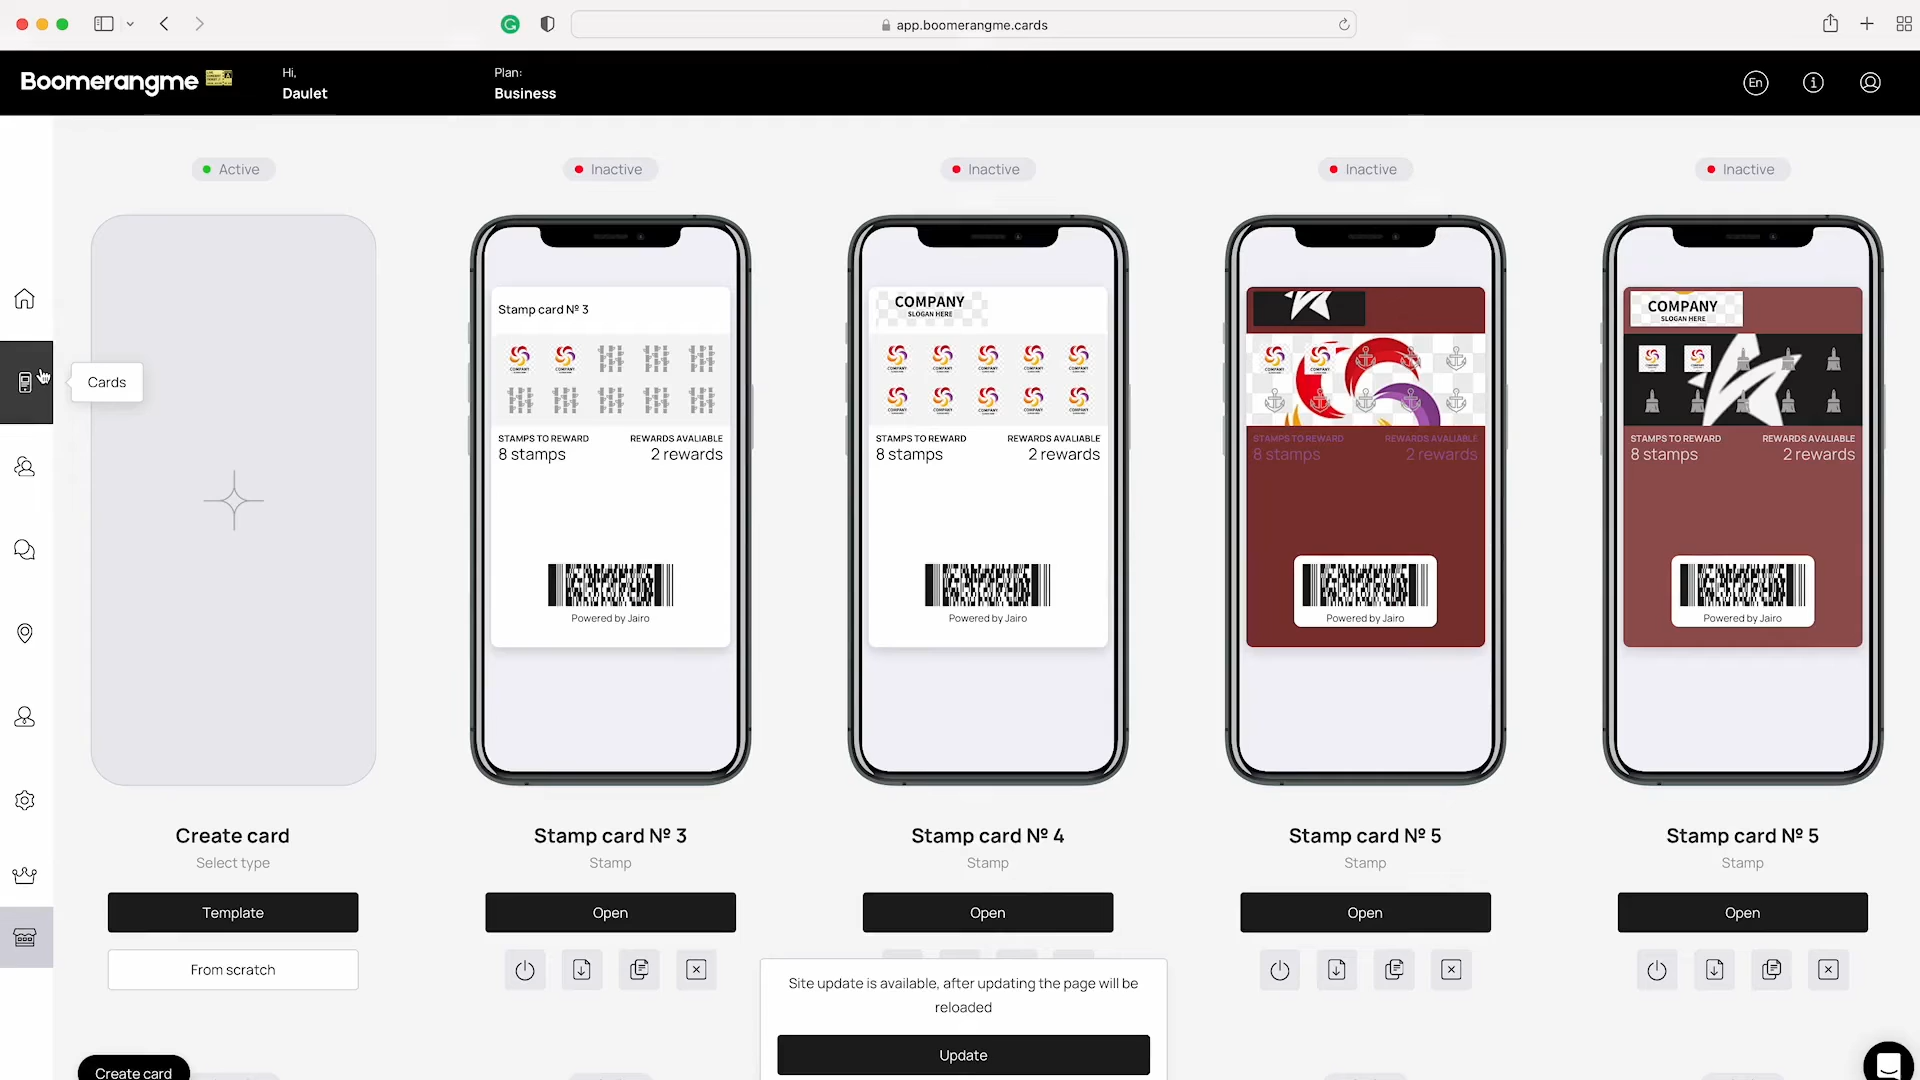 app.boomerangme.cards
Boomerangme
Hi,
Daulet
Plan:
Business
En
Active
Inactive
Inactive
Inactive
Inactive
Cards
Stamp card № 3
STAMPS TO REWARD
REWARDS AVALIABLE
8 stamps
2 rewards
Powered by Jairo
COMPANY
SLOGAN HERE
STAMPS TO REWARD
REWARDS AVALIABLE
8 stamps
2 rewards
Powered by Jairo
STAMPS TO REWARD
REWARDS AVALIABLE
8 stamps
2 rewards
Powered by Jairo
COMPANY
SLOGAN HERE
STAMPS TO REWARD
REWARDS AVALIABLE
8 stamps
2 rewards
Powered by Jairo
Create card
Select type
Template
From scratch
Stamp card № 3
Stamp
Open
Stamp card № 4
Stamp
Open
Stamp card № 5
Stamp
Open
Stamp card № 5
Stamp
Open
Site update is available, after updating the page will be
reloaded
Update
Create card